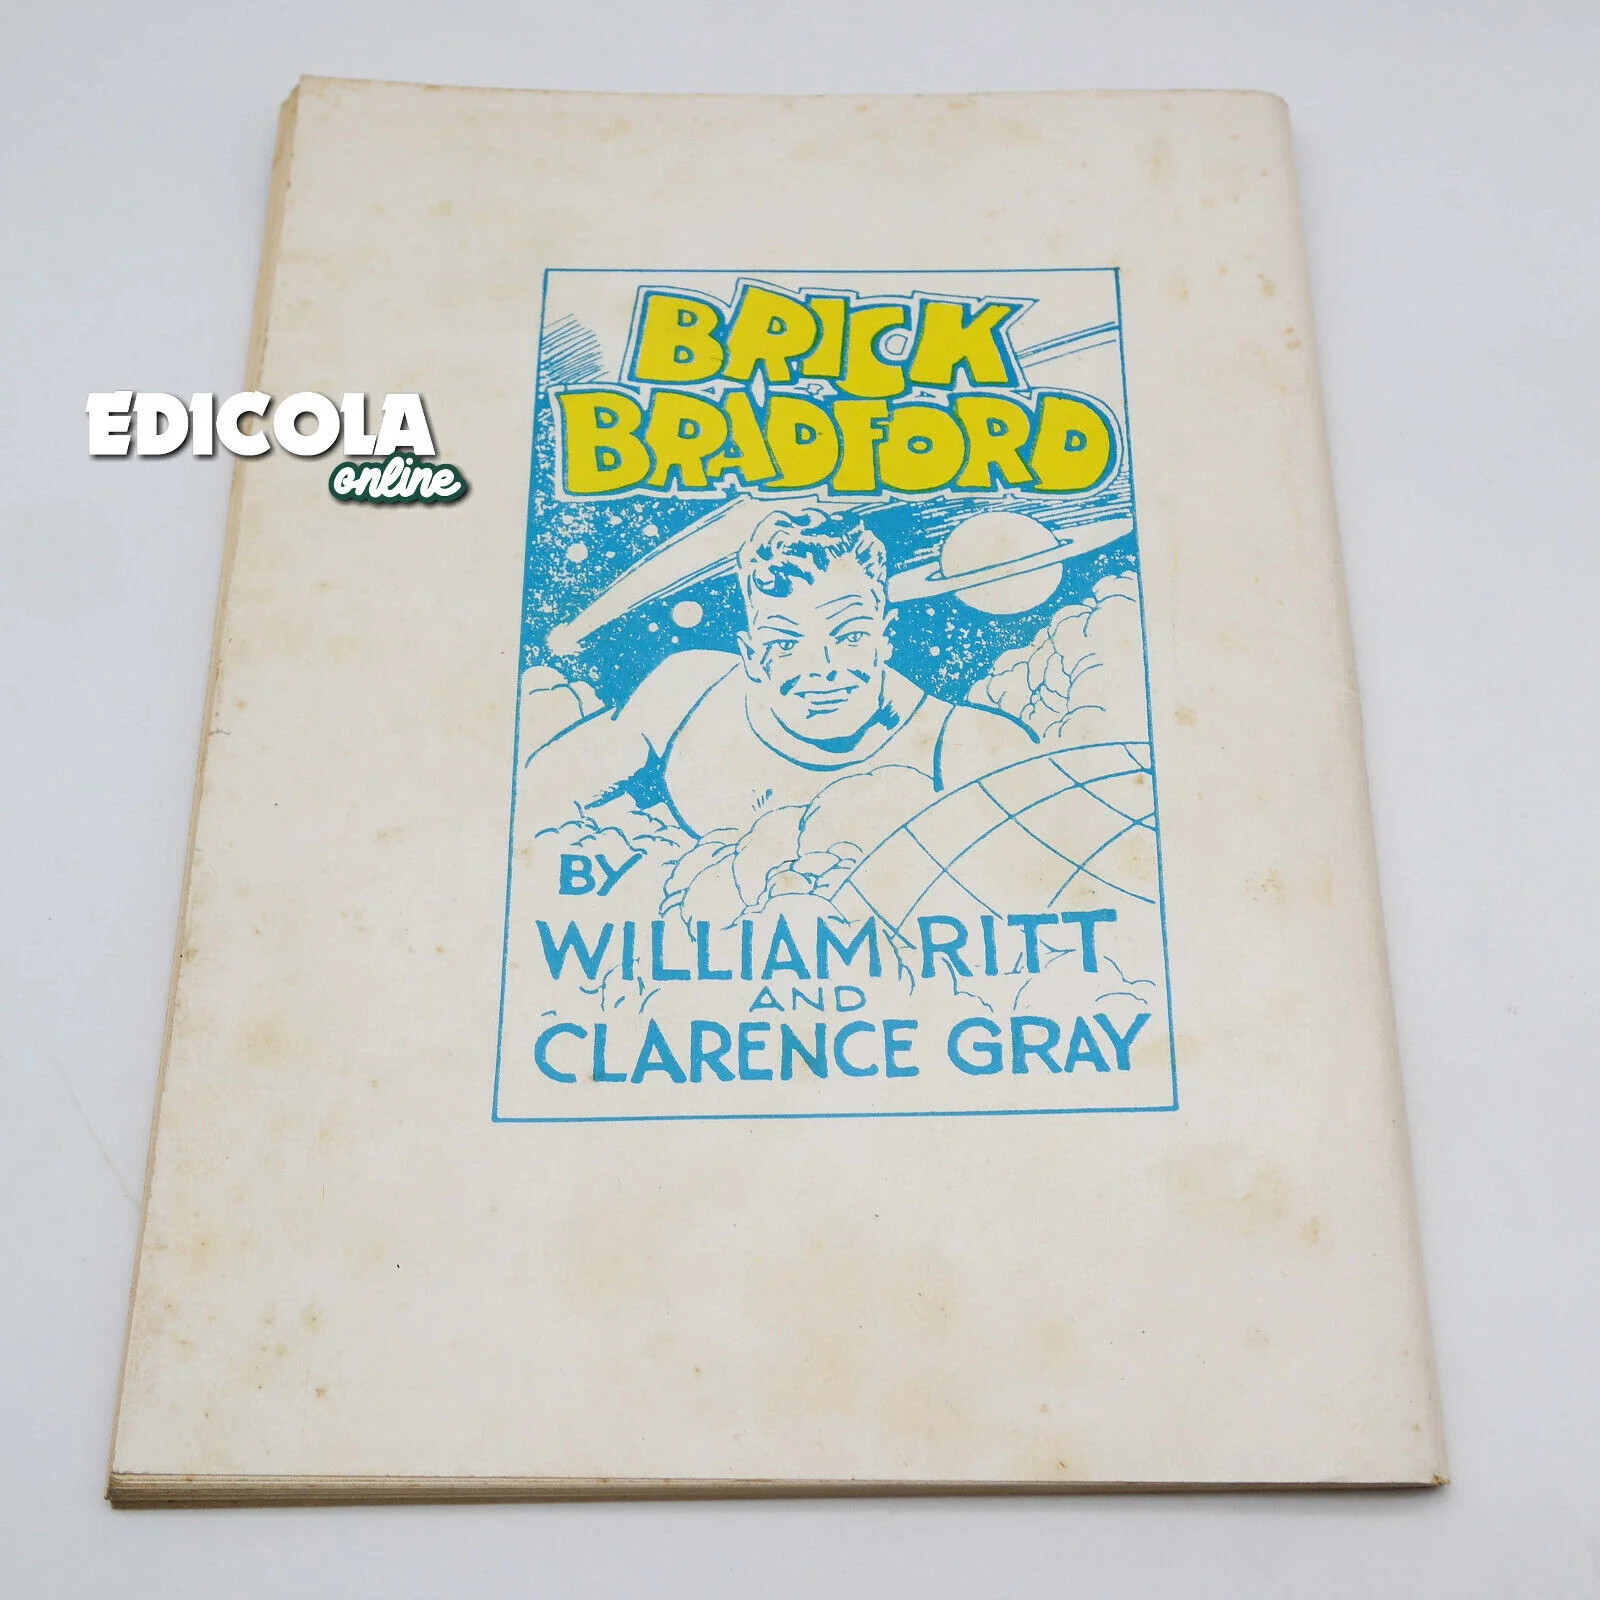 BRICK
BRADFORD
EDICOLA
online
BY
WILLIAM RITT
AND
CLARENCE GRAY